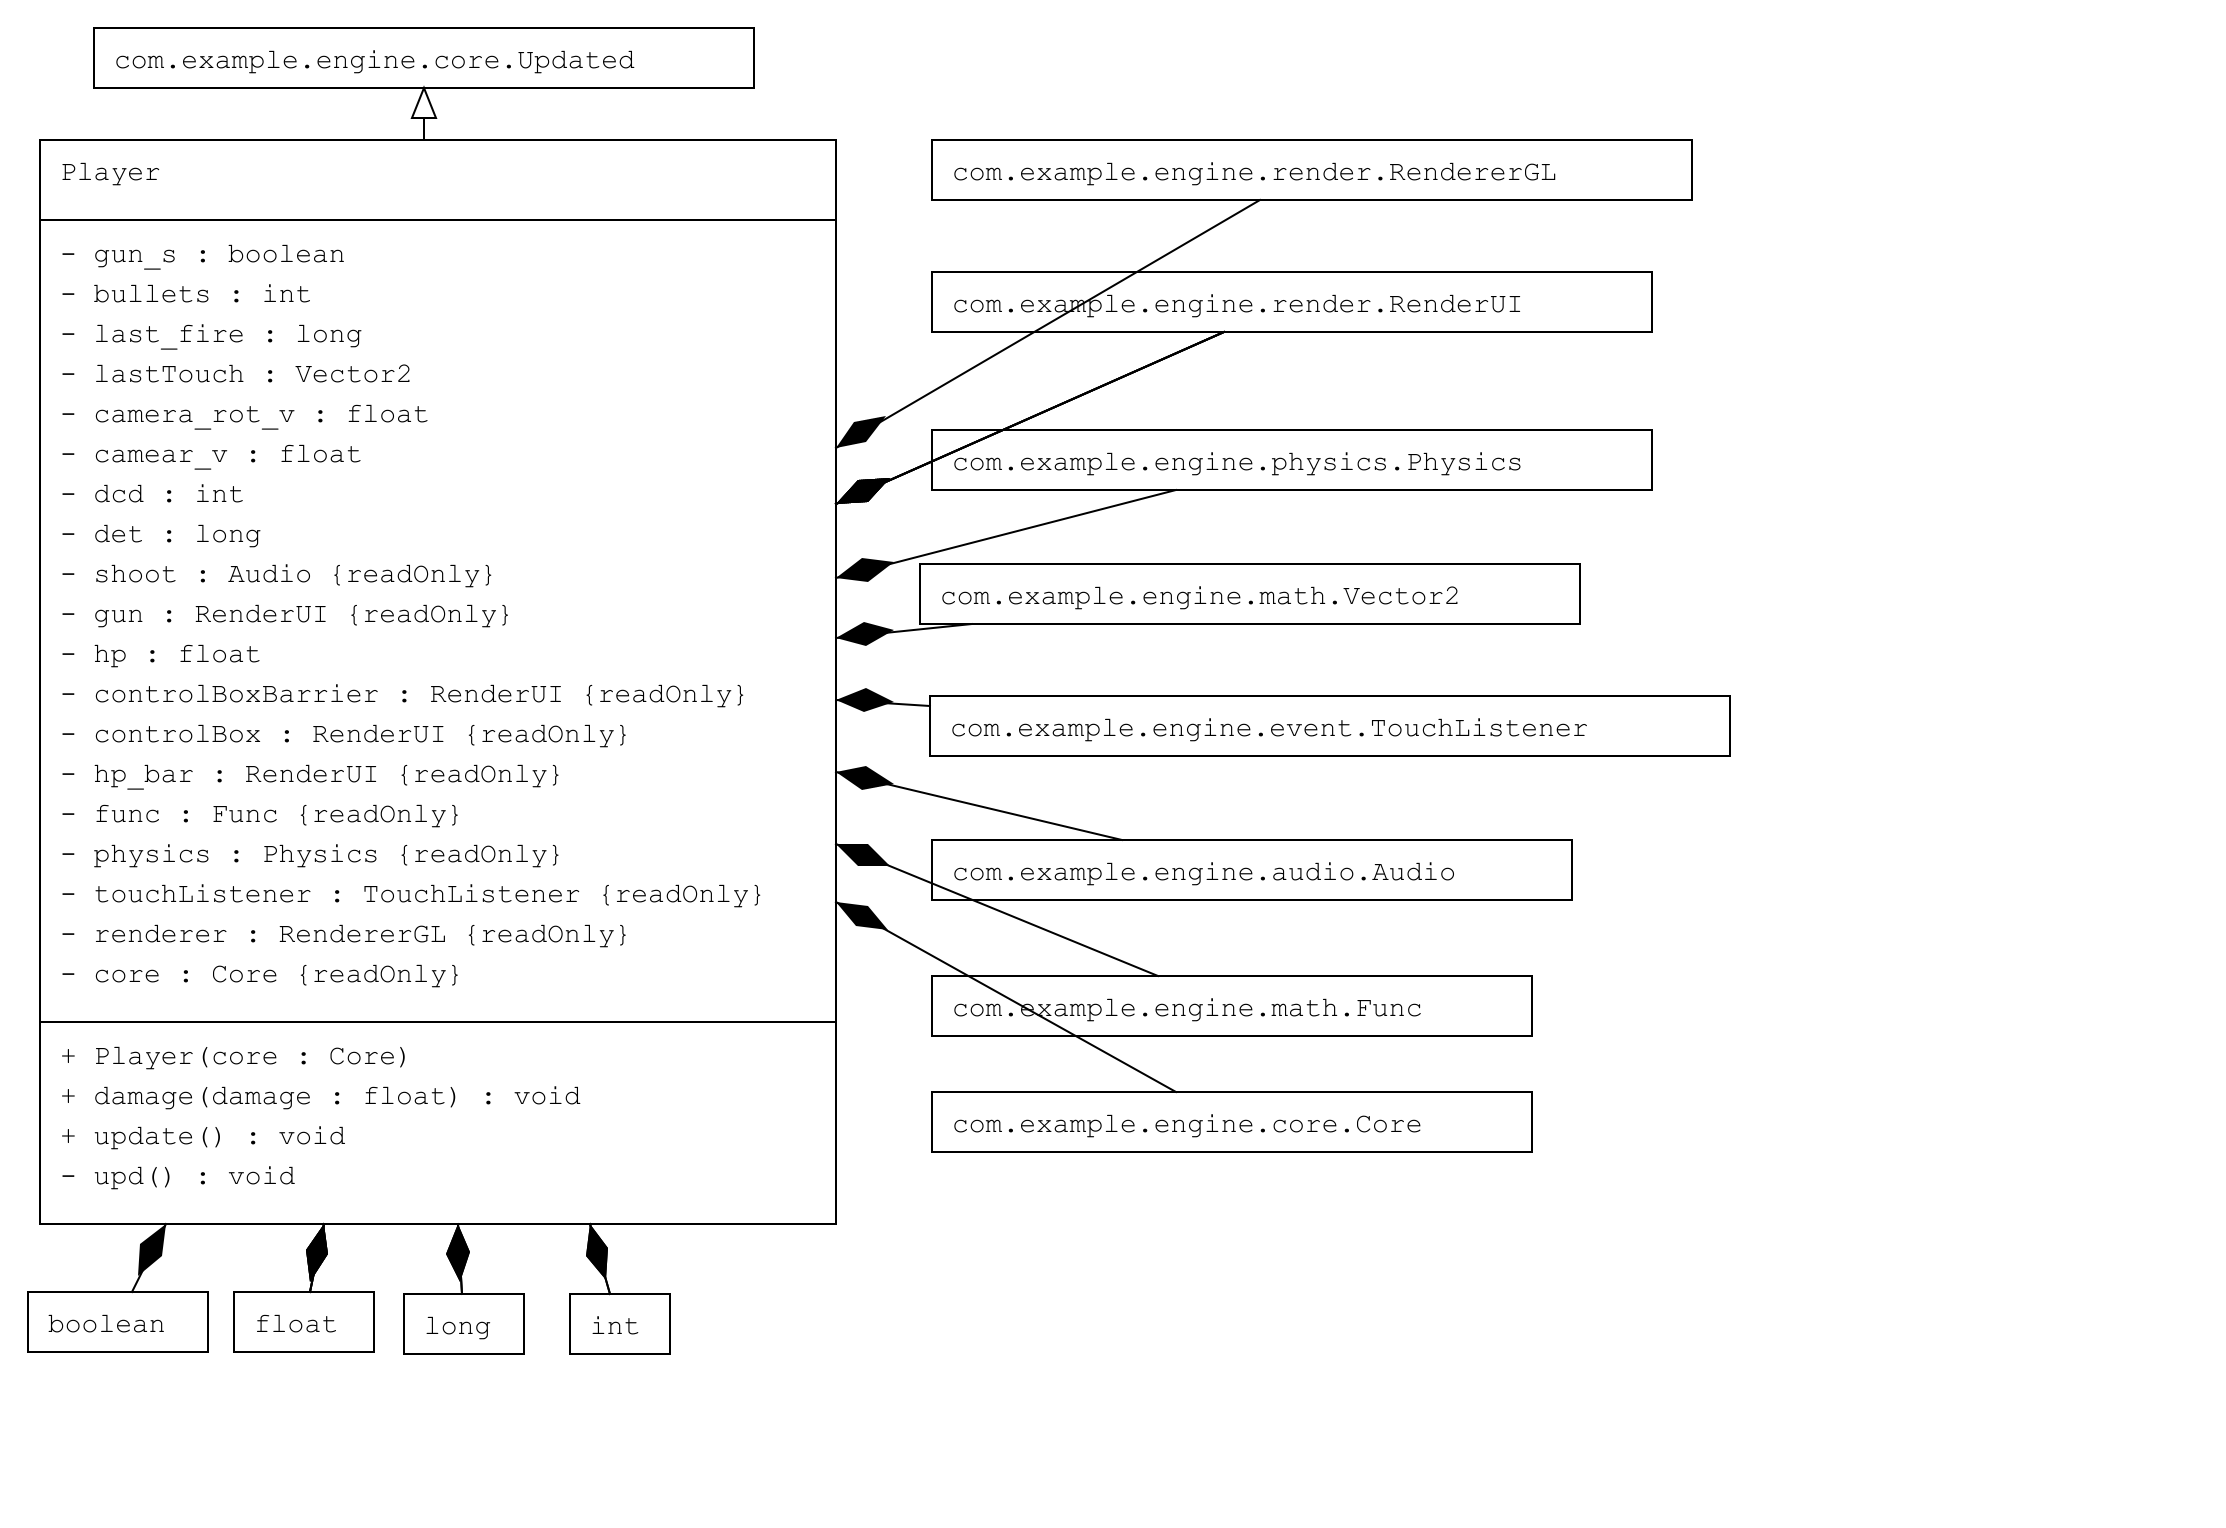 com.example.engine.core.Updated
Player
- gun_s : boolean
- bullets : int
- last_fire : long
- lastTouch : Vector2
- camera_rot_v : float
- camear_v : float
- dcd : int
- det : long
- shoot : Audio {readOnly}
- gun : RenderUI {readOnly}
- hp : float
- controlBoxBarrier : RenderUI {readOnly}
- controlBox : RenderUI {readOnly}
- hp_bar : RenderUI {readOnly}
- func : Func {readOnly}
- physics : Physics {readOnly}
- touchListener : TouchListener {readOnly}
- renderer : RendererGL {readOnly}
- core : Core {readOnly}
+ Player(core : Core)
+ damage(damage : float) : void
+ update() : void
- upd() : void
com.example.engine.render.RendererGL
com.example.engine.render.RenderUI
com.example.engine.physics.Physics
com.example.engine.math.Vector2
com.example.engine.event.TouchListener
com.example.engine.audio.Audio
com.example.engine.math.Func
com.example.engine.core.Core
boolean
float
long
int